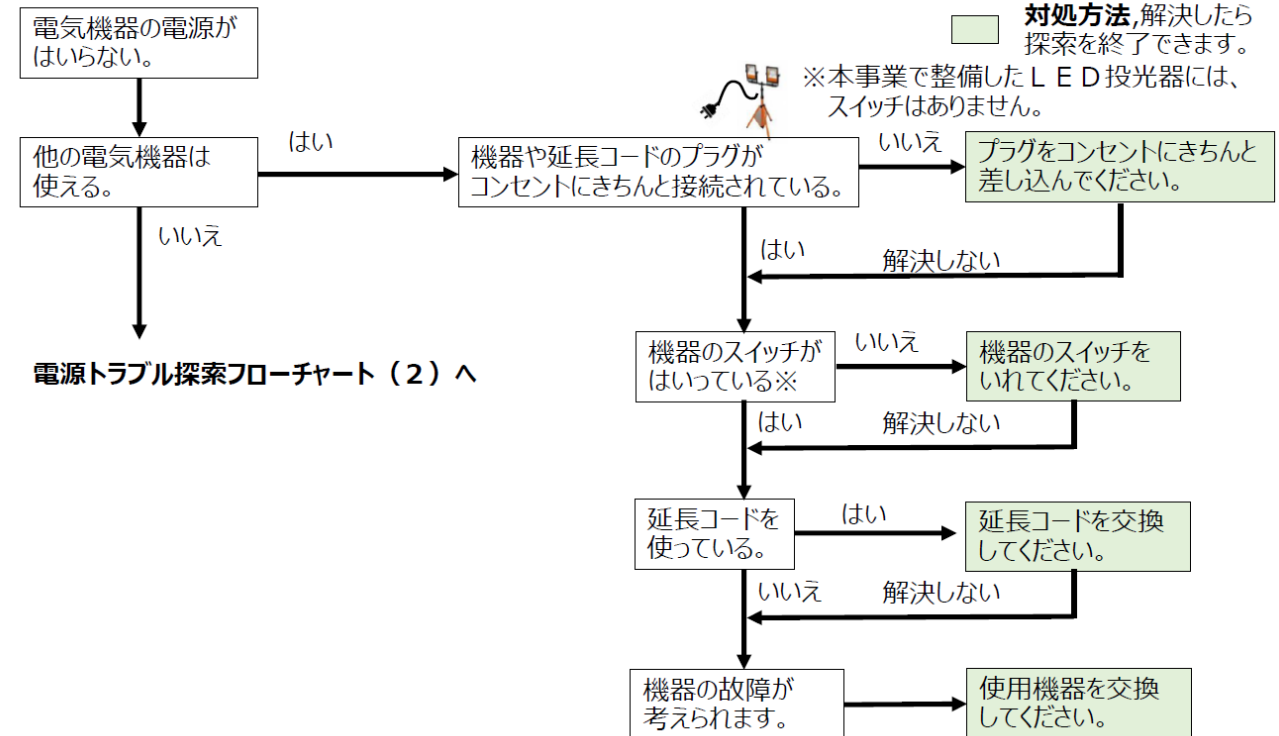 電気機器の電源が
はいらない。
対処方法,解決したら
探索を終了できます。
※本事業で整備したＬＥＤ投光器には、
スイッチはありません。
他の電気機器は
使える。
はい
機器や延長コードのプラグが
コンセントにきちんと接続されている。
いいえ
プラグをコンセントにきちんと
差し込んでください。
いいえ
はい
解決しない
電源トラブル探索フローチャート（２）へ
機器のスイッチが
はいっている※
いいえ
機器のスイッチを
いれてください。
はい
解決しない
延長コードを
使っている。
はい
延長コードを交換
してください。
いいえ
解決しない
機器の故障が
考えられます。
使用機器を交換
してください。